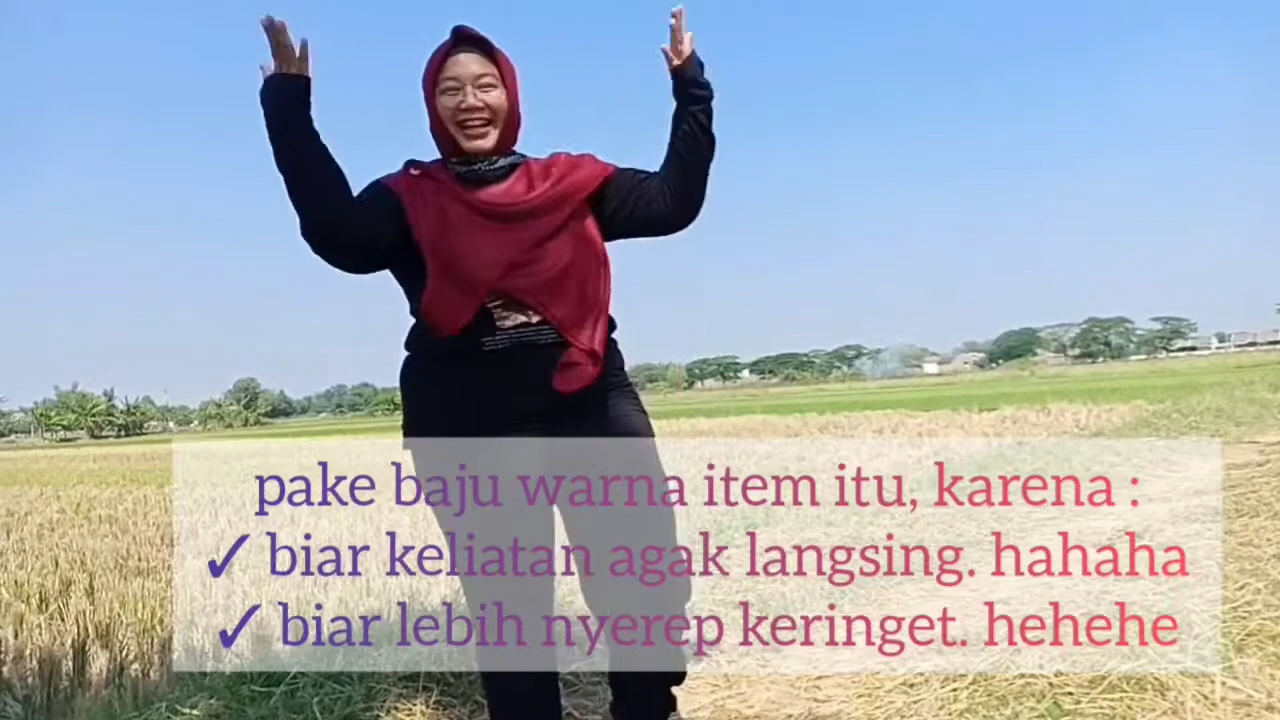 pake baju warna item itu, karena :
✓ biar keliatan agak langsing. hahaha
✓ biar lebih nyerep keringet. hehehe